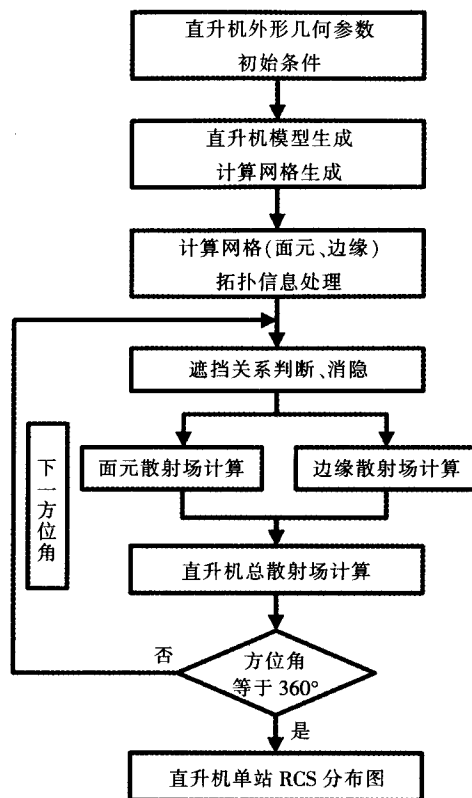 直升机外形几何参数
初始条件
直升机模型生成
计算网格生成
计算网格(面元、边缘)
拓扑信息处理
遮挡关系判断、消隐
面元散射场计算
边缘散射场计算
下一方位角
直升机总散射场计算
方位角
等于 360°
否
是
直升机单站 RCS 分布图